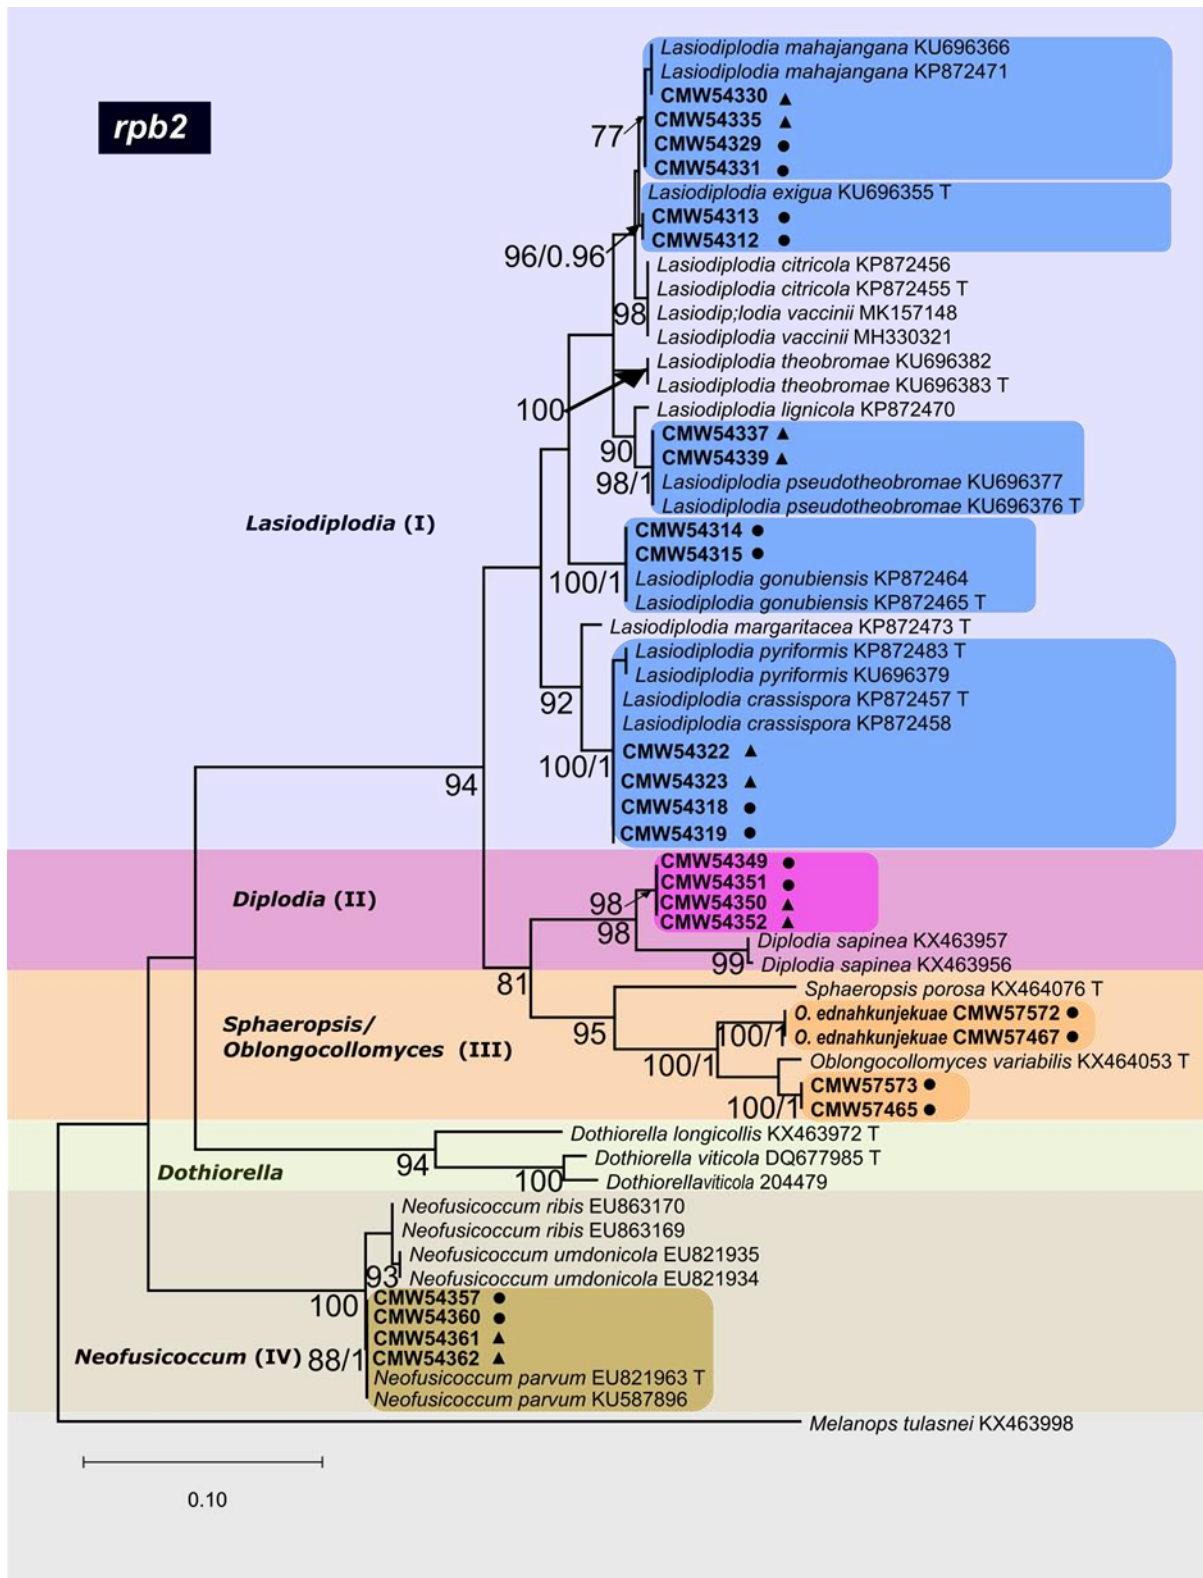 rpb2
Lasiodiplodia mahajangana KU696366
Lasiodiplodia mahajangana KP872471
CMW54330 ▲
CMW54335 ▲
77
CMW54329 ●
CMW54331 ●
Lasiodiplodia exigua KU696355 T
CMW54313 ●
CMW54312 ●
96/0.96
Lasiodiplodia citricola KP872456
Lasiodiplodia citricola KP872455 T
98
Lasiodip;lodia vaccinii MK157148
Lasiodiplodia vaccinii MH330321
Lasiodiplodia theobromae KU696382
Lasiodiplodia theobromae KU696383 T
100
Lasiodiplodia lignicola KP872470
CMW54337 ▲
90
CMW54339 ▲
98/1
Lasiodiplodia pseudotheobromae KU696377
Lasiodiplodia pseudotheobromae KU696376 T
Lasiodiplodia (I)
CMW54314 ●
CMW54315 ●
100/1
Lasiodiplodia gonubiensis KP872464
Lasiodiplodia gonubiensis KP872465 T
Lasiodiplodia margaritacea KP872473 T
Lasiodiplodia pyriformis KP872483 T
Lasiodiplodia pyriformis KU696379
92
Lasiodiplodia crassispora KP872457 T
Lasiodiplodia crassispora KP872458
CMW54322 ▲
100/1
CMW54323 ▲
94
CMW54318 ●
CMW54319 ●
CMW54349 ●
CMW54351 ●
Diplodia (II)
98
CMW54350 ▲
CMW54352 ▲
98
Diplodia sapinea KX463957
99
Diplodia sapinea KX463956
81
Sphaeropsis porosa KX464076 T
Sphaeropsis/
Oblongocollomyces (III)
95
O. ednahkunjekuae CMW57572 ●
100/1
O. ednahkunjekuae CMW57467 ●
100/1
Oblongocollomyces variabilis KX464053 T
CMW57573 ●
100/1
CMW57465 ●
Dothiorella longicollis KX463972 T
Dothiorella
94
Dothiorella viticola DQ677985 T
100
Dothiorellaviticola 204479
Neofusicoccum ribis EU863170
Neofusicoccum ribis EU863169
Neofusicoccum umdonicola EU821935
93
Neofusicoccum umdonicola EU821934
100
CMW54357 ●
CMW54360 ●
CMW54361 ▲
Neofusicoccum (IV)
88/1
CMW54362 ▲
Neofusicoccum parvum EU821963 T
Neofusicoccum parvum KU587896
Melanops tulasnei KX463998
0.10